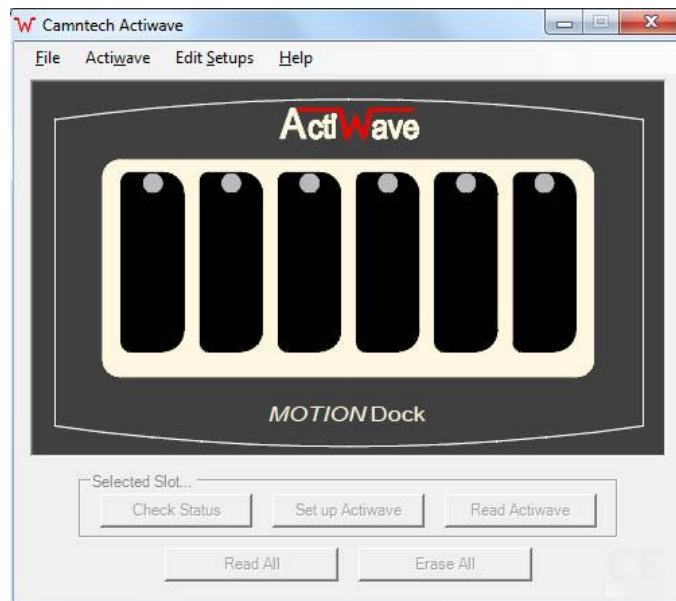 Camntech Actiwave
File Actiwave Edit Setups Help
ActiWave
MOTION Dock
Selected Slot...
Check Status Set up Actiwave Read Actiwave
Read All Erase All
CE